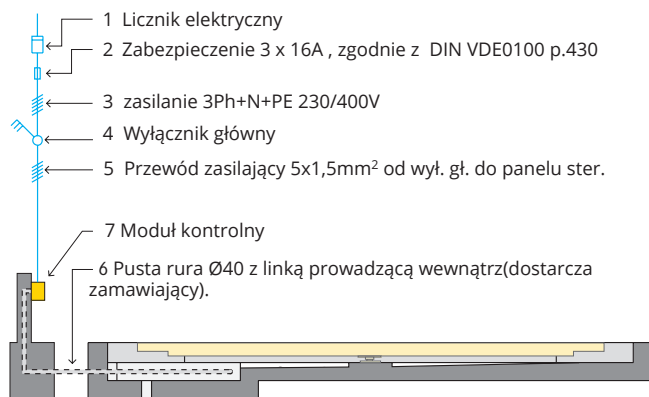 1 Licznik elektryczny
2 Zabezpieczenie 3 x 16A , zgodnie z DIN VDE0100 p.430
3 zasilanie 3Ph+N+PE 230/400V
4 Wyłącznik główny
5 Przewód zasilający 5x1,5mm² od wył. gł. do panelu ster.
7 Moduł kontrolny
6 Pusta rura Ø40 z linką prowadzącą wewnątrz(dostarcza
zamawiający).